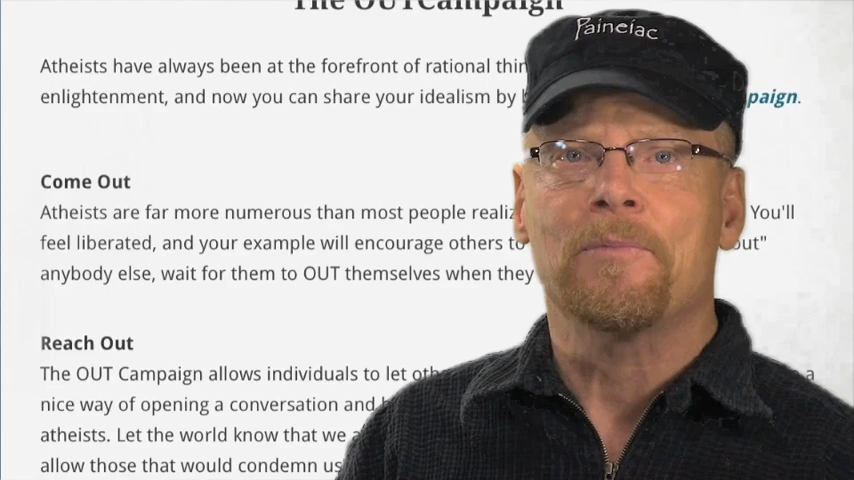 The OUTCampaign
Paineiac
Atheists have always been at the forefront of rational thin
enlightenment, and now you can share your idealism by paign.
Come Out
Atheists are far more numerous than most people realiz You'll
feel liberated, and your example will encourage others to out"
anybody else, wait for them to OUT themselves when they
Reach Out
The OUT Campaign allows individuals to let oth a
nice way of opening a conversation and
atheists. Let the world know that we a
allow those that would condemn us